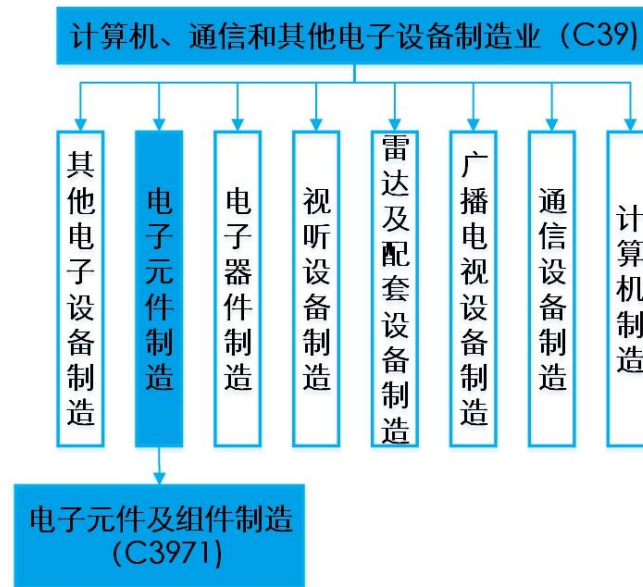 计算机、通信和其他电子设备制造业（C39)
其他电子设备制造
电子元件制造
电子器件制造
视听设备制造
雷达及配套设备制造
广播电视设备制造
通信设备制造
计算机制造
电子元件及组件制造
（C3971)